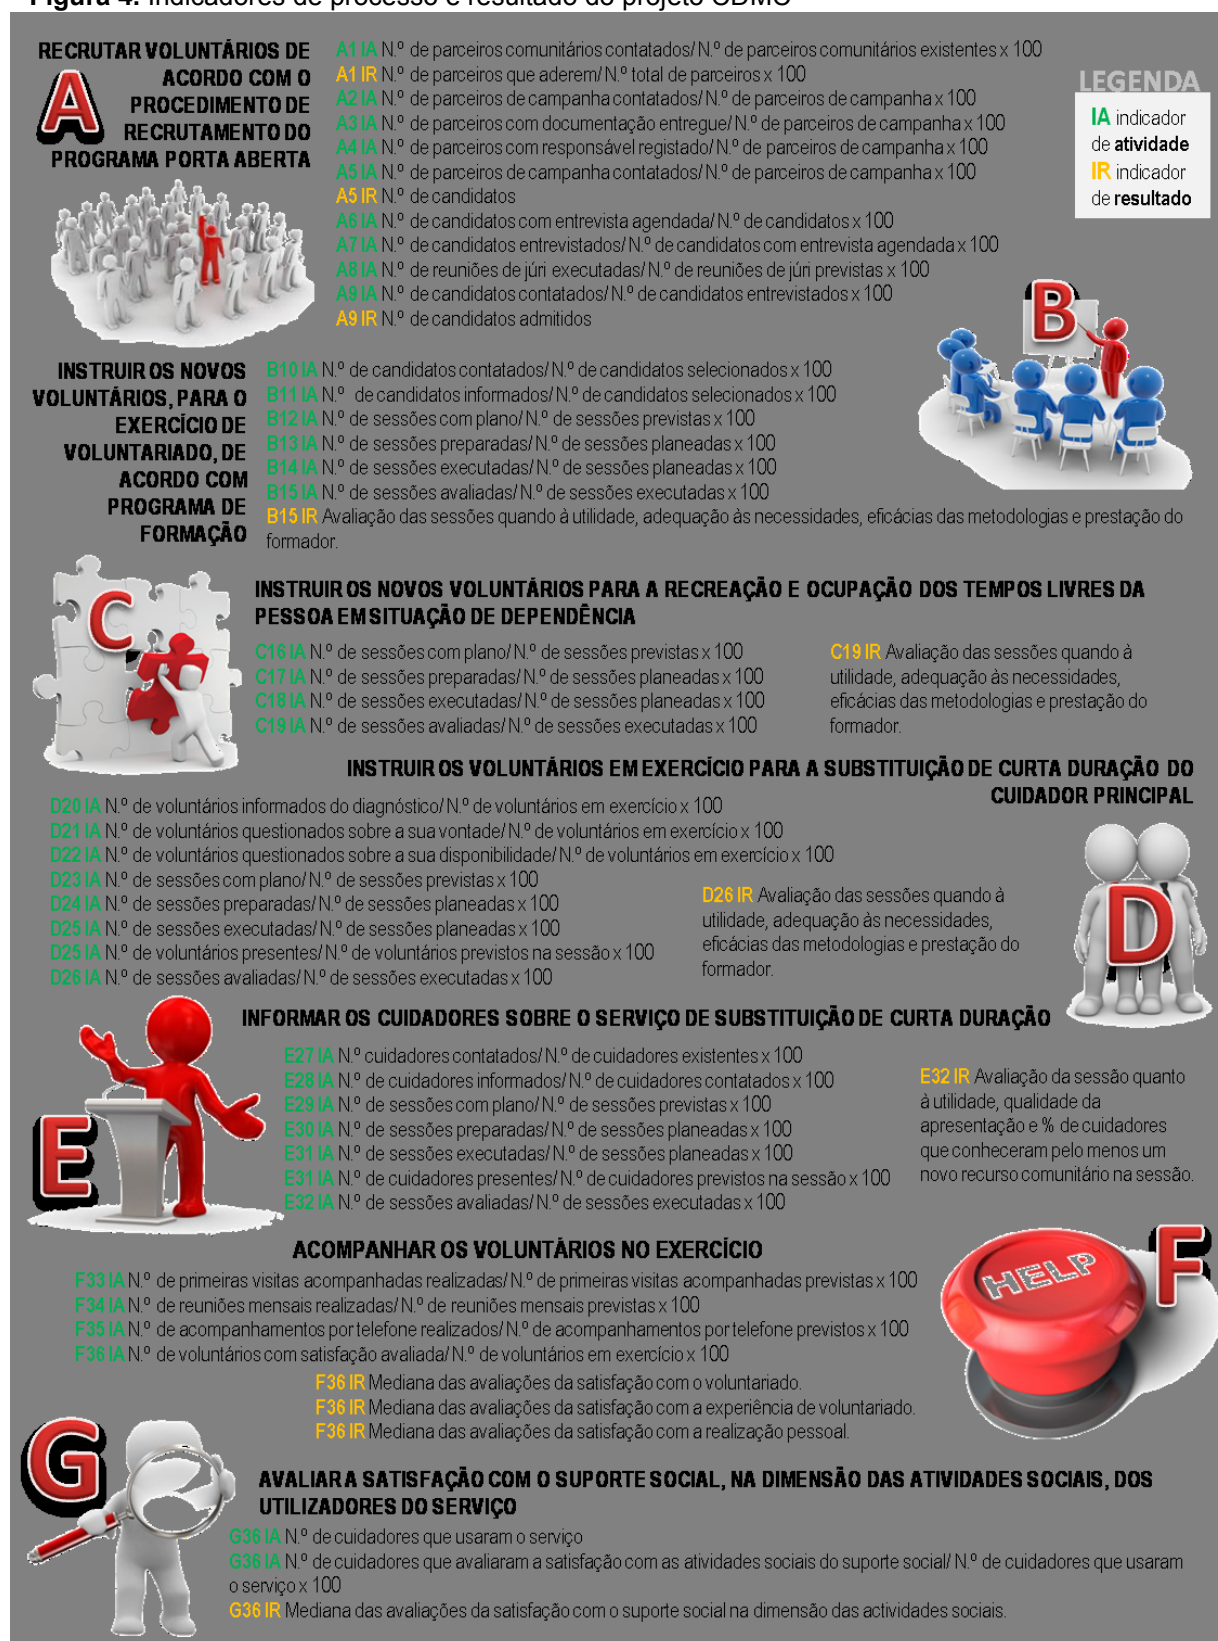 Figura 4. Indicadores de processo e resultado do projeto CDMC
RECRUTAR VOLUNTÁRIOS DE
ACORDO COM O
PROCEDIMENTO DE
RECRUTAMENTO DO
PROGRAMA PORTA ABERTA
A
A1 IA N.º de parceiros comunitários contatados/ N.º de parceiros comunitários existentes x 100
A1 IR N.º de parceiros que aderem/ N.º total de parceiros x 100
A2 IA N.º de parceiros de campanha contatados/ N.º de parceiros de campanha x 100
A3 IA N.º de parceiros com documentação entregue/ N.º de parceiros de campanha x 100
A4 IA N.º de parceiros com responsável registado/ N.º de parceiros de campanha x 100
A5 IA N.º de parceiros de campanha contatados/ N.º de parceiros de campanha x 100
A5 IR N.º de candidatos
A6 IA N.º de candidatos com entrevista agendada/ N.º de candidatos x 100
A7 IA N.º de candidatos entrevistados/ N.º de candidatos com entrevista agendada x 100
A8 IA N.º de reuniões de júri executadas/ N.º de reuniões de júri previstas x 100
A9 IA N.º de candidatos contatados/ N.º de candidatos entrevistados x 100
A9 IR N.º de candidatos admitidos
LEGENDA
IA indicador
de atividade
IR indicador
de resultado
B
INSTRUIR OS NOVOS
VOLUNTÁRIOS, PARA O
EXERCÍCIO DE
VOLUNTARIADO, DE
ACORDO COM
PROGRAMA DE
FORMAÇÃO
B10 IA N.º de candidatos contatados/ N.º de candidatos selecionados x 100
B11 IA N.º de candidatos informados/ N.º de candidatos selecionados x 100
B12 IA N.º de sessões com plano/ N.º de sessões previstas x 100
B13 IA N.º de sessões preparadas/ N.º de sessões planeadas x 100
B14 IA N.º de sessões executadas/ N.º de sessões planeadas x 100
B15 IA N.º de sessões avaliadas/ N.º de sessões executadas x 100
B15 IR Avaliação das sessões quando à utilidade, adequação às necessidades, eficácias das metodologias e prestação do
formador.
C
INSTRUIR OS NOVOS VOLUNTÁRIOS PARA A RECREAÇÃO E OCUPAÇÃO DOS TEMPOS LIVRES DA
PESSOA EM SITUAÇÃO DE DEPENDÊNCIA
C16 IA N.º de sessões com plano/ N.º de sessões previstas x 100
C17 IA N.º de sessões preparadas/ N.º de sessões planeadas x 100
C18 IA N.º de sessões executadas/ N.º de sessões planeadas x 100
C19 IA N.º de sessões avaliadas/ N.º de sessões executadas x 100
C19 IR Avaliação das sessões quando à
utilidade, adequação às necessidades,
eficácias das metodologias e prestação do
formador.
INSTRUIR OS VOLUNTÁRIOS EM EXERCÍCIO PARA A SUBSTITUIÇÃO DE CURTA DURAÇÃO DO
CUIDADOR PRINCIPAL
D20 IA N.º de voluntários informados do diagnóstico/ N.º de voluntários em exercício x 100
D21 IA N.º de voluntários questionados sobre a sua vontade/ N.º de voluntários em exercício x 100
D22 IA N.º de voluntários questionados sobre a sua disponibilidade/ N.º de voluntários em exercício x 100
D23 IA N.º de sessões com plano/ N.º de sessões previstas x 100
D24 IA N.º de sessões preparadas/ N.º de sessões planeadas x 100
D25 IA N.º de sessões executadas/ N.º de sessões planeadas x 100
D25 IA N.º de voluntários presentes/ N.º de voluntários previstos na sessão x 100
D26 IA N.º de sessões avaliadas/ N.º de sessões executadas x 100
D26 IR Avaliação das sessões quando à
utilidade, adequação às necessidades,
eficácias das metodologias e prestação do
formador.
D
INFORMAR OS CUIDADORES SOBRE O SERVIÇO DE SUBSTITUIÇÃO DE CURTA DURAÇÃO
E
E27 IA N.º cuidadores contatados/ N.º de cuidadores existentes x 100
E28 IA N.º de cuidadores informados/ N.º de cuidadores contatados x 100
E29 IA N.º de sessões com plano/ N.º de sessões previstas x 100
E30 IA N.º de sessões preparadas/ N.º de sessões planeadas x 100
E31 IA N.º de sessões executadas/ N.º de sessões planeadas x 100
E31 IA N.º de cuidadores presentes/ N.º de cuidadores previstos na sessão x 100
E32 IA N.º de sessões avaliadas/ N.º de sessões executadas x 100
E32 IR Avaliação da sessão quanto
à utilidade, qualidade da
apresentação e % de cuidadores
que conheceram pelo menos um
novo recurso comunitário na sessão.
ACOMPANHAR OS VOLUNTÁRIOS NO EXERCÍCIO
F33 IA N.º de primeiras visitas acompanhadas realizadas/ N.º de primeiras visitas acompanhadas previstas x 100
F34 IA N.º de reuniões mensais realizadas/ N.º de reuniões mensais previstas x 100
F35 IA N.º de acompanhamentos por telefone realizados/ N.º de acompanhamentos por telefone previstos x 100
F36 IA N.º de voluntários com satisfação avaliada/ N.º de voluntários em exercício x 100
F36 IR Mediana das avaliações da satisfação com o voluntariado.
F36 IR Mediana das avaliações da satisfação com a experiência de voluntariado.
F36 IR Mediana das avaliações da satisfação com a realização pessoal.
HELP
F
G
AVALIAR A SATISFAÇÃO COM O SUPORTE SOCIAL, NA DIMENSÃO DAS ATIVIDADES SOCIAIS, DOS
UTILIZADORES DO SERVIÇO
G36 IA N.º de cuidadores que usaram o serviço
G36 IA N.º de cuidadores que avaliaram a satisfação com as atividades sociais do suporte social/ N.º de cuidadores que usaram
o serviço x 100
G36 IR Mediana das avaliações da satisfação com o suporte social na dimensão das actividades sociais.